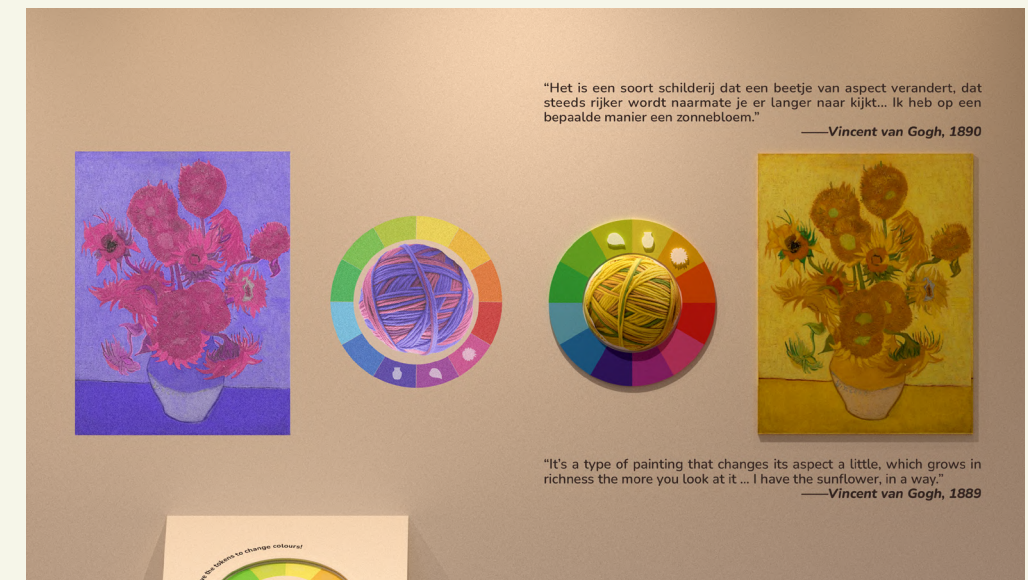 “Het is een soort schilderij dat een beetje van aspect verandert, dat
steeds rijker wordt naarmate je er langer naar kijkt... Ik heb op een
bepaalde manier een zonnebloem.”
——Vincent van Gogh, 1890
“It’s a type of painting that changes its aspect a little, which grows in
richness the more you look at it ... I have the sunflower, in a way.”
——Vincent van Gogh, 1889
the tokens to change colours!